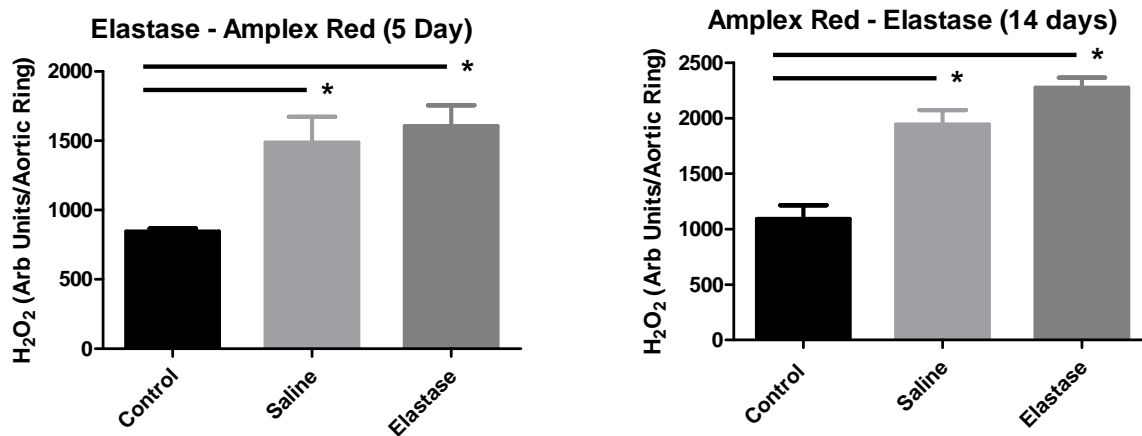 Elastase - Amplex Red (5 Day)
H₂O₂ (Arb Units/Aortic Ring)
2000
1500
1000
500
0
*
*
Control
Saline
Elastase
Amplex Red - Elastase (14 days)
H₂O₂ (Arb Units/Aortic Ring)
2500
2000
1500
1000
500
0
*
*
Control
Saline
Elastase